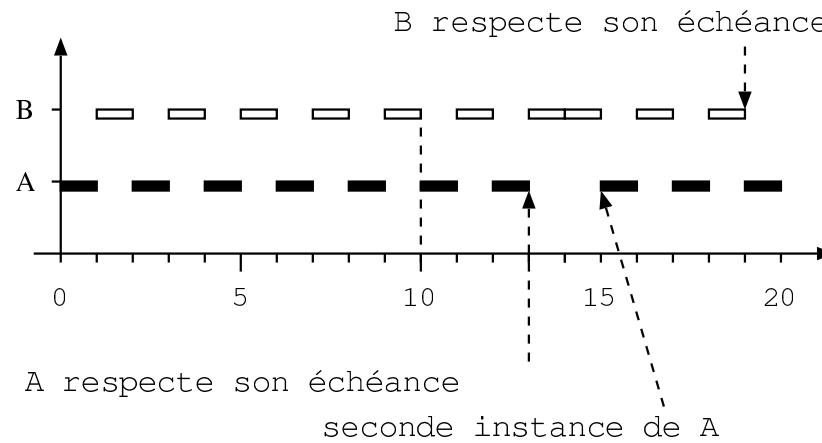 B respecte son échéance
B
A
0 5 10 15 20
A respecte son échéance
seconde instance de A